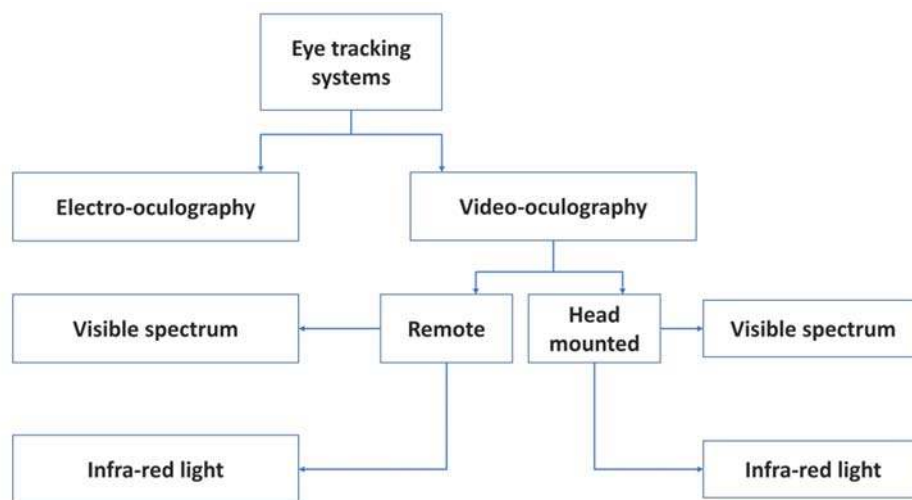 Eye tracking
systems
Electro-oculography
Video-oculography
Visible spectrum
Remote
Head
mounted
Visible spectrum
Infra-red light
Infra-red light